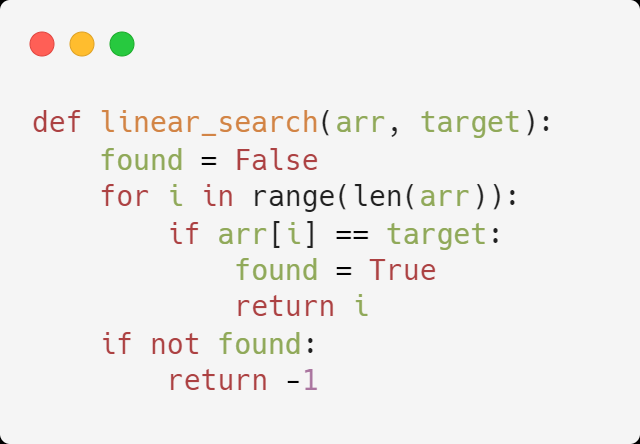 def linear_search(arr, target):
    found = False
    for i in range(len(arr)):
        if arr[i] == target:
            found = True
            return i
    if not found:
        return -1